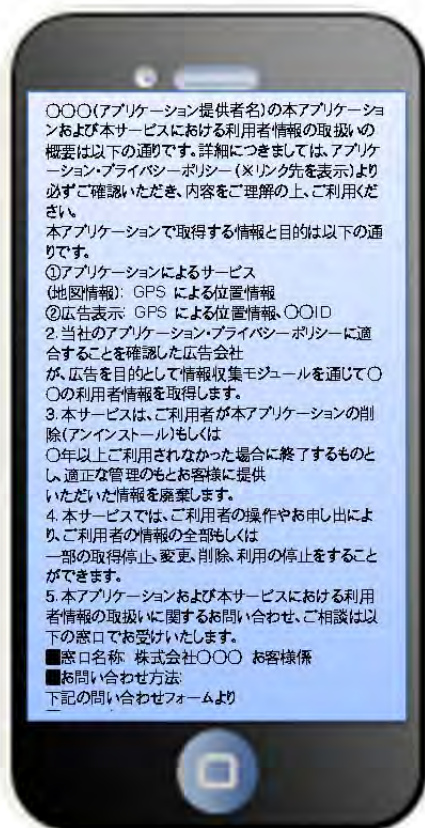 〇〇〇(アプリケーション提供者名)の本アプリケーショ
ンおよび本サービスにおける利用者情報の取扱いの
概要は以下の通りです。詳細につきましては、アプリケ
ーション・プライバシーポリシー(※リンク先を表示)より
必ずご確認いただき、内容をご理解の上、ご利用くだ
さい。
本アプリケーションで取得する情報と目的は以下の通
りです。
①アプリケーションによるサービス
(地図情報): GPS による位置情報
②広告表示: GPS による位置情報、〇〇ID
2. 当社のアプリケーション・プライバシーポリシーに適
合することを確認した広告会社
が、広告を目的として情報収集モジュールを通じて〇
〇の利用者情報を取得します。
3. 本サービスは、ご利用者が本アプリケーションの削
除(アンインストール)もしくは
〇年以上ご利用されなかった場合に終了するものと
し、適正な管理のもとお客様に提供
いただいた情報を廃棄します。
4. 本サービスでは、ご利用者の操作やお申し出によ
り、ご利用者の情報の全部もしくは
一部の取得停止、変更、削除、利用の停止をすること
ができます。
5. 本アプリケーションおよび本サービスにおける利用
者情報の取扱いに関するお問い合わせ、ご相談は以
下の窓口でお受けいたします。
■窓口名称: 株式会社〇〇〇 お客様係
■お問い合わせ方法:
下記の問い合わせフォームより